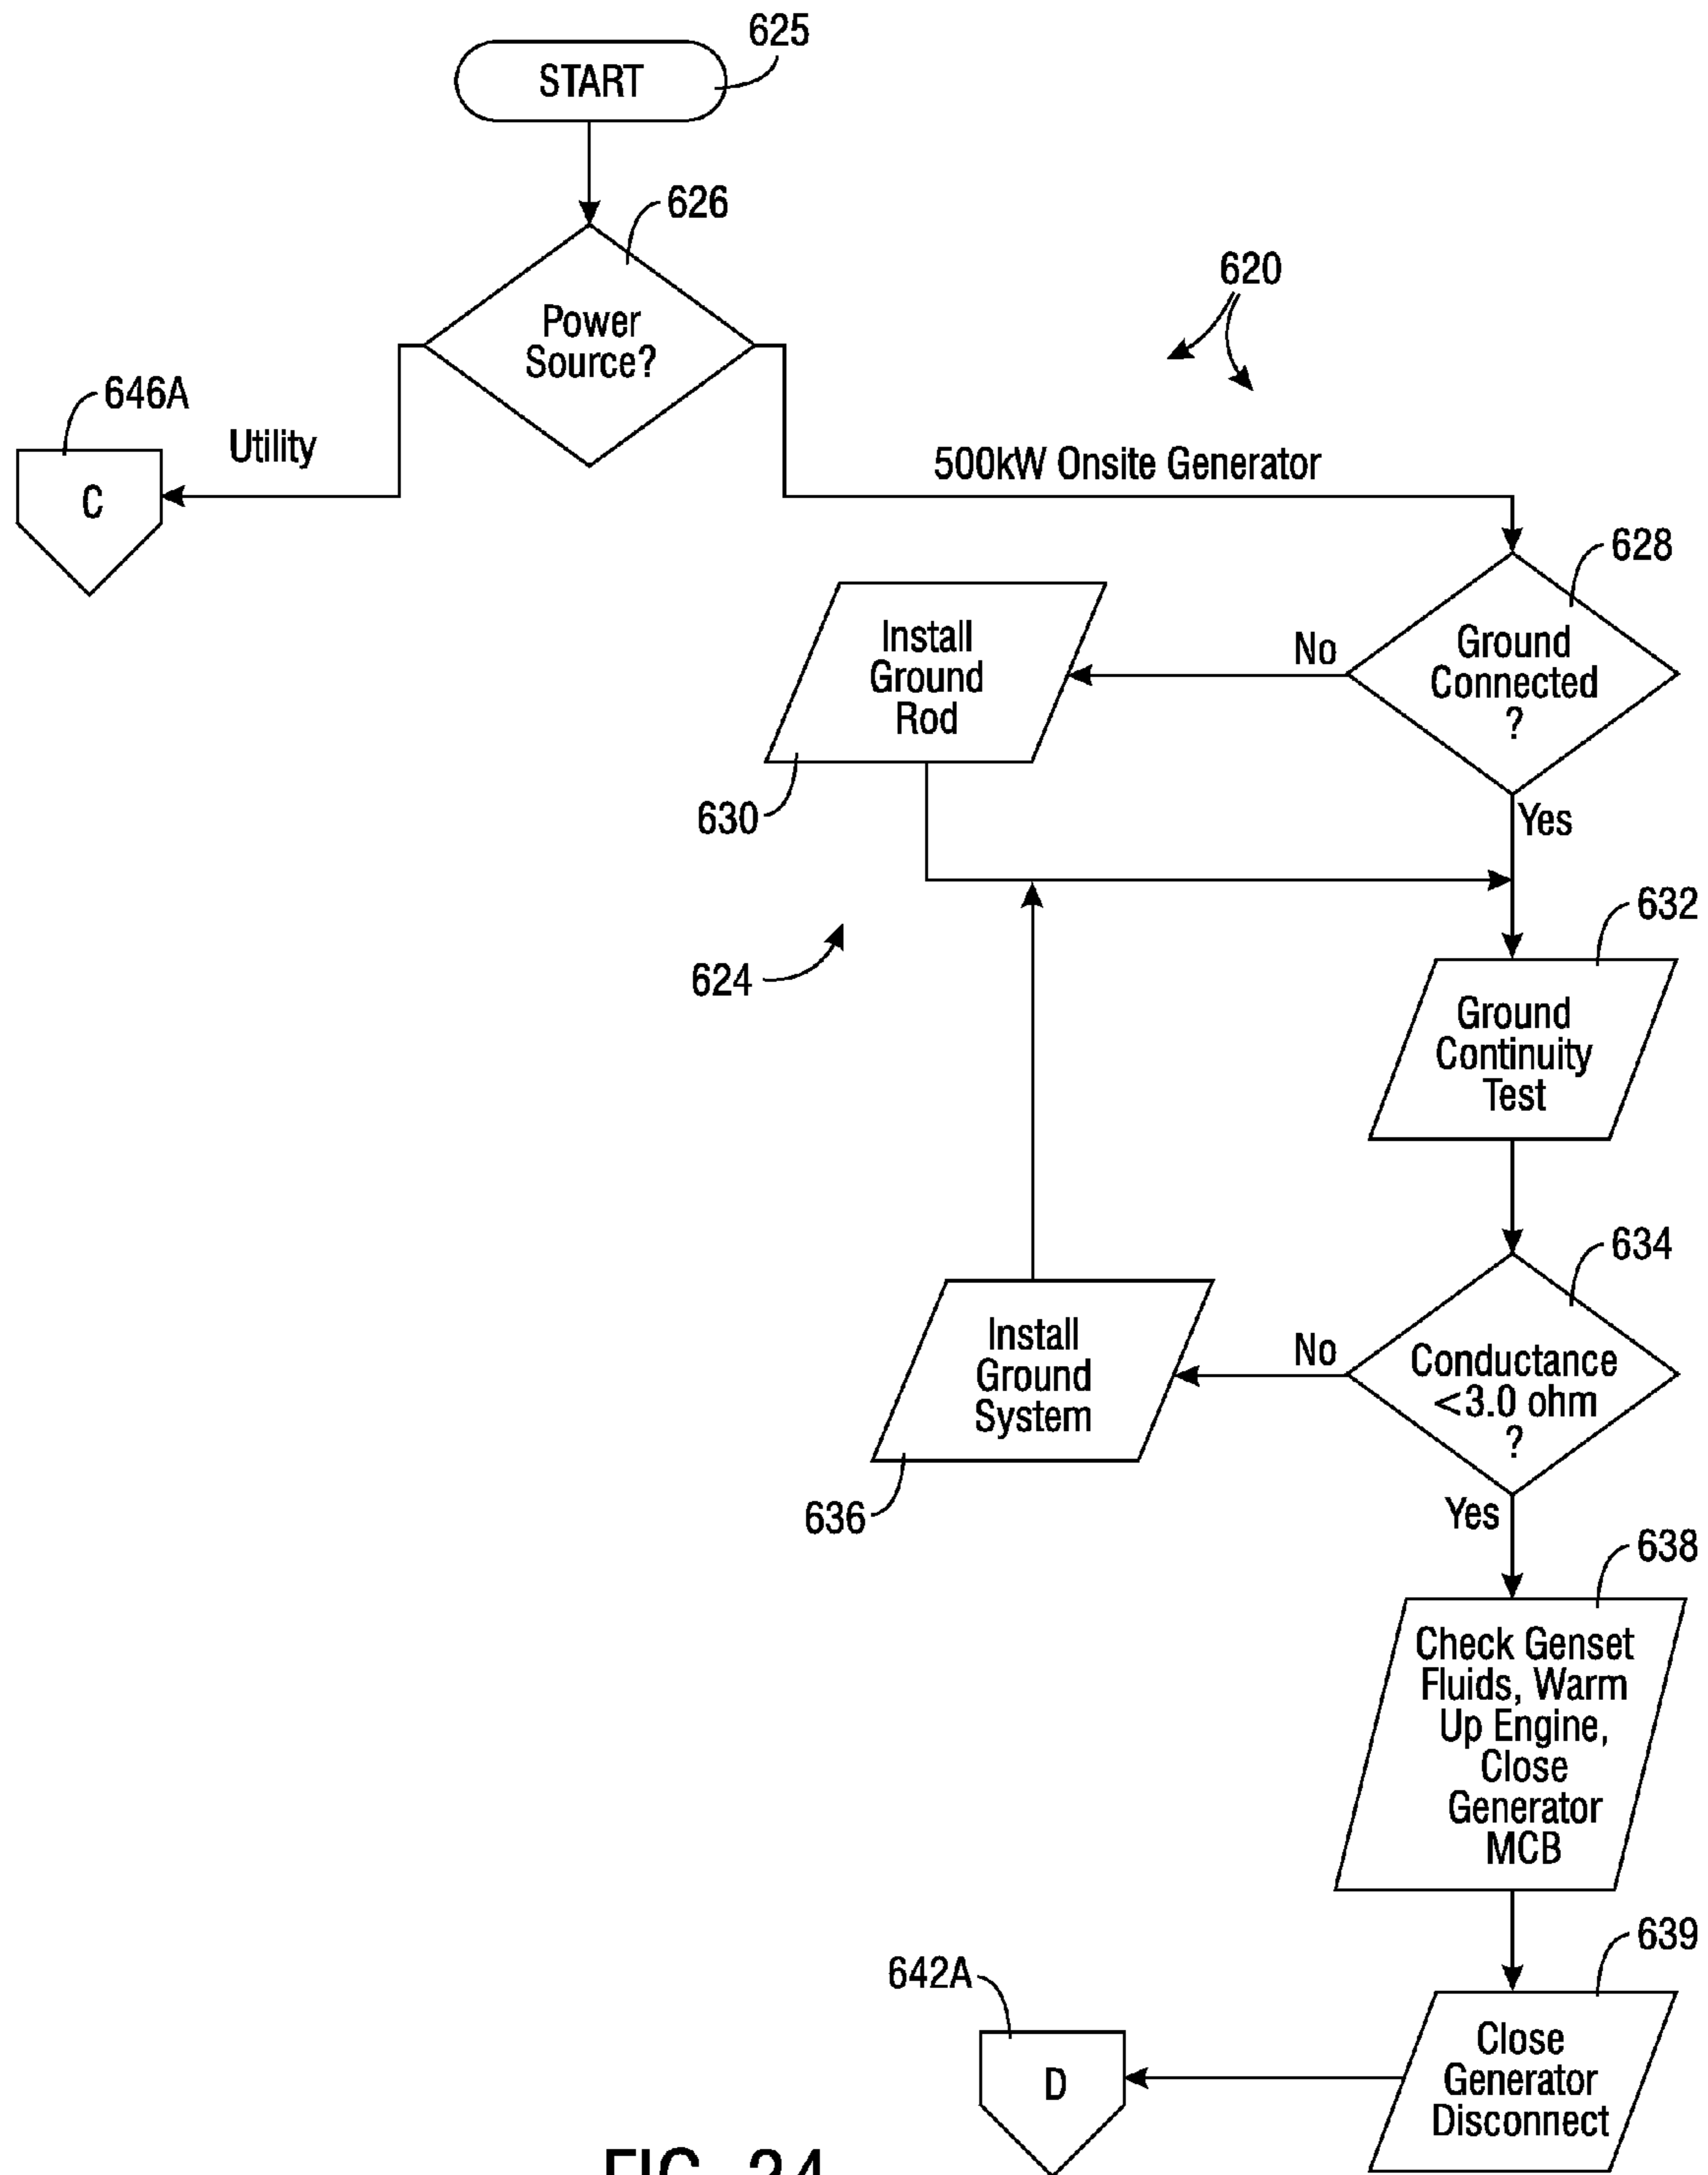 625
START
626
Power
Source?
620
646A
Utility
C
500kW Onsite Generator
628
Ground
Connected
?
No
Install
Ground
Rod
630
Yes
632
624
Ground
Continuity
Test
634
Conductance
<3.0 ohm
?
No
Install
Ground
System
636
Yes
638
Check Genset
Fluids, Warm
Up Engine,
Close
Generator
MCB
639
642A
D
Close
Generator
Disconnect
FIG. 24